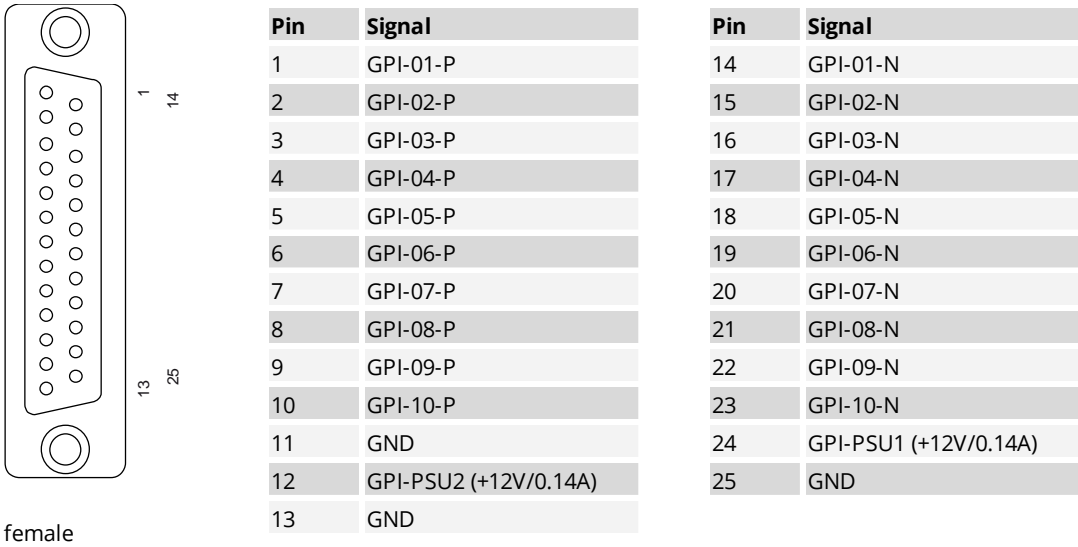 1
14
13
25
female
Pin Signal
1 GPI-01-P
2 GPI-02-P
3 GPI-03-P
4 GPI-04-P
5 GPI-05-P
6 GPI-06-P
7 GPI-07-P
8 GPI-08-P
9 GPI-09-P
10 GPI-10-P
11 GND
12 GPI-PSU2 (+12V/0.14A)
13 GND
Pin Signal
14 GPI-01-N
15 GPI-02-N
16 GPI-03-N
17 GPI-04-N
18 GPI-05-N
19 GPI-06-N
20 GPI-07-N
21 GPI-08-N
22 GPI-09-N
23 GPI-10-N
24 GPI-PSU1 (+12V/0.14A)
25 GND